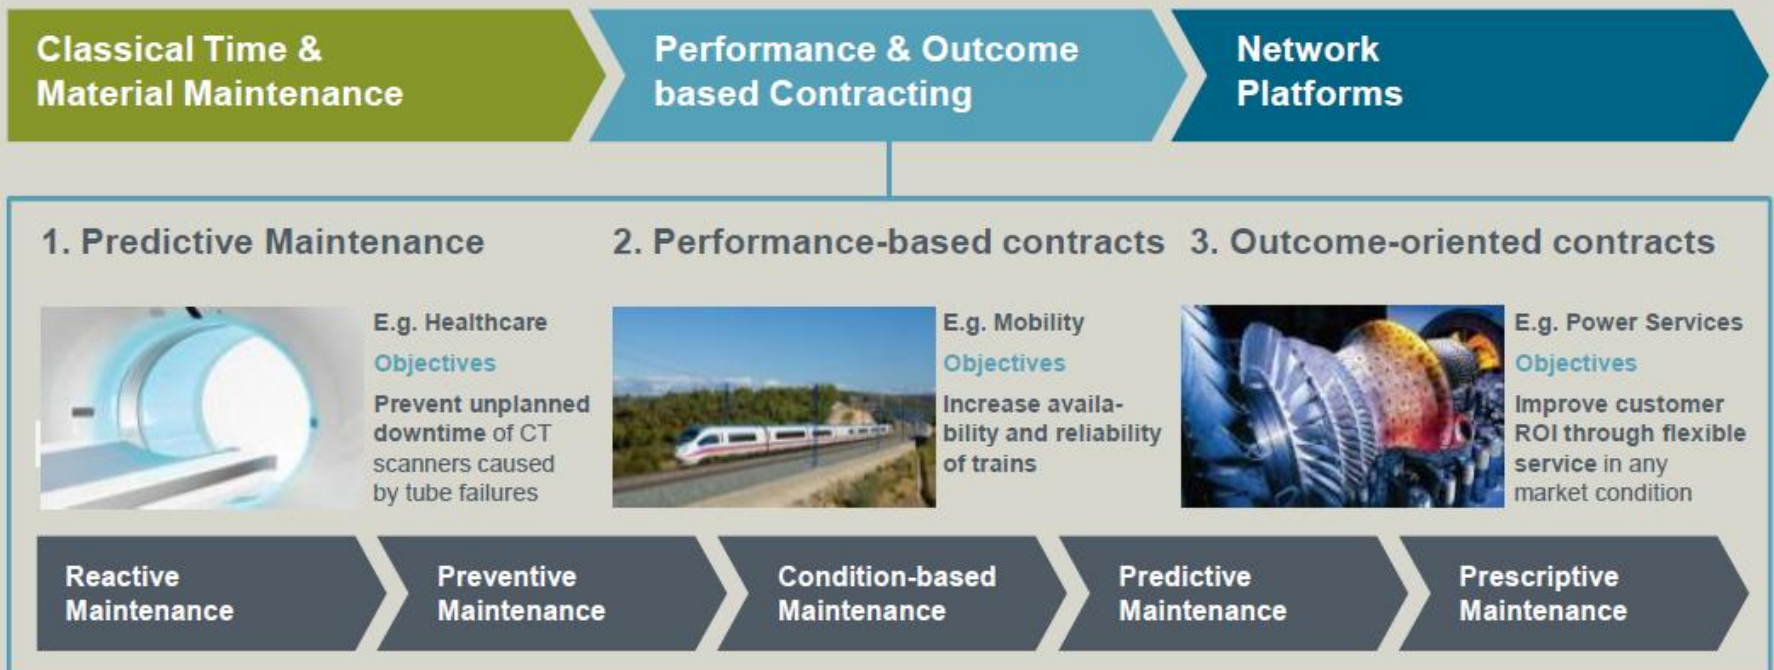 Classical Time &
Material Maintenance
Performance & Outcome
based Contracting
Network
Platforms
1. Predictive Maintenance
E.g. Healthcare
Objectives
Prevent unplanned
downtime of CT
scanners caused
by tube failures
2. Performance-based contracts
E.g. Mobility
Objectives
Increase availa-
bility and reliability
of trains
3. Outcome-oriented contracts
E.g. Power Services
Objectives
Improve customer
ROI through flexible
service in any
market condition
Reactive
Maintenance
Preventive
Maintenance
Condition-based
Maintenance
Predictive
Maintenance
Prescriptive
Maintenance